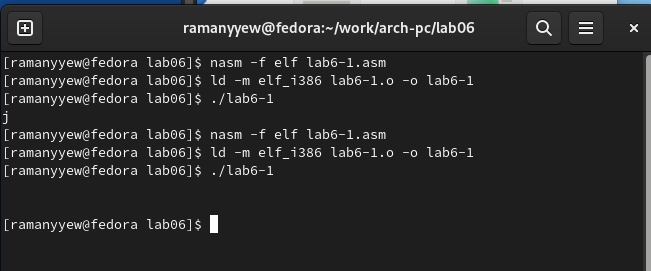 ramanyyew@fedora:~/work/arch-pc/lab06
[ramanyyew@fedora lab06]$ nasm -f elf lab6-1.asm
[ramanyyew@fedora lab06]$ ld -m elf_i386 lab6-1.o -o lab6-1
[ramanyyew@fedora lab06]$ ./lab6-1
j
[ramanyyew@fedora lab06]$ nasm -f elf lab6-1.asm
[ramanyyew@fedora lab06]$ ld -m elf_i386 lab6-1.o -o lab6-1
[ramanyyew@fedora lab06]$ ./lab6-1
[ramanyyew@fedora lab06]$